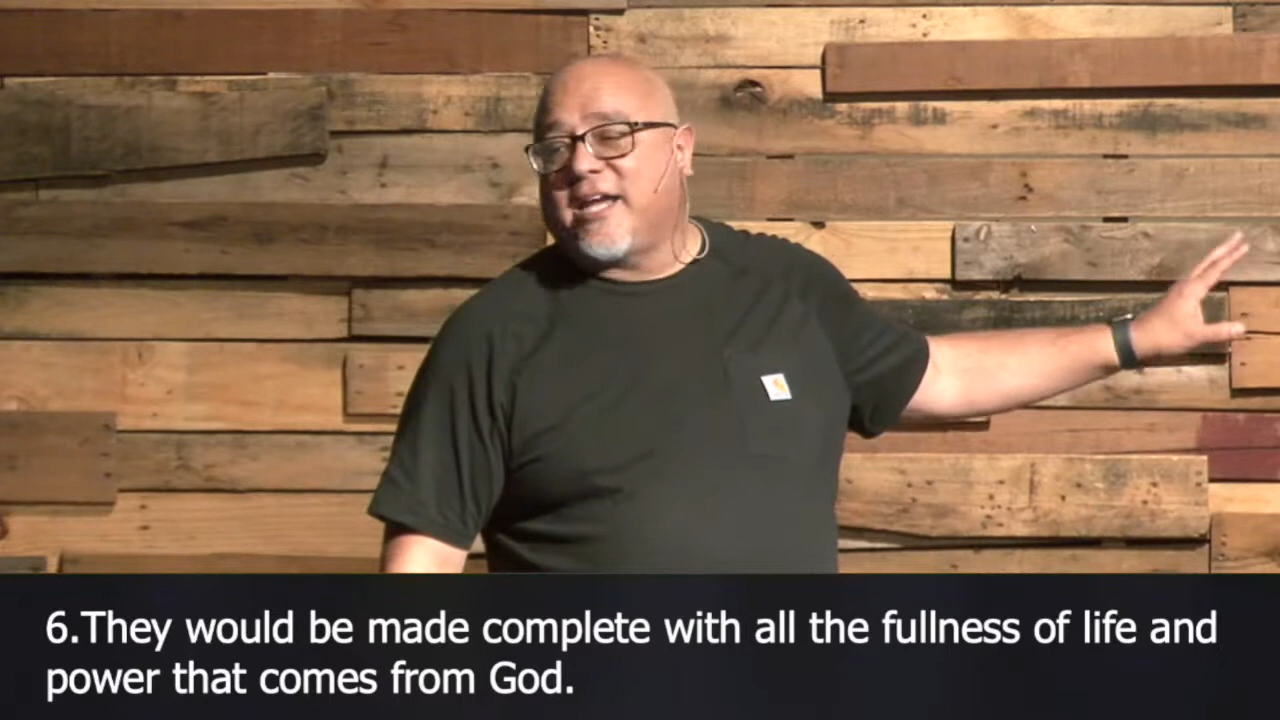 6.They would be made complete with all the fullness of life and
power that comes from God.